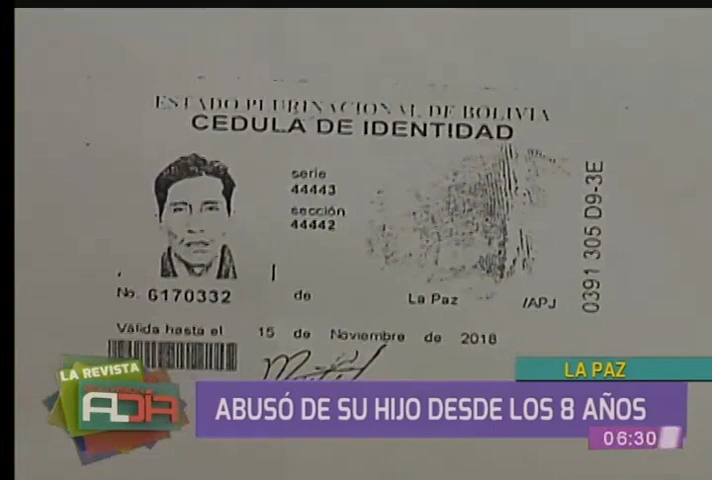 ESTADO PLURINACIONAL DE BOLIVIA
CEDULA DE IDENTIDAD
serie
44443
sección
44442
0391 305 D9-3E
No. 6170332 de La Paz /APJ
Válida hasta el 15 de Noviembre de 2018
LA PAZ
LA REVISTA
AL DÍA
ABUSÓ DE SU HIJO DESDE LOS 8 AÑOS
06:30